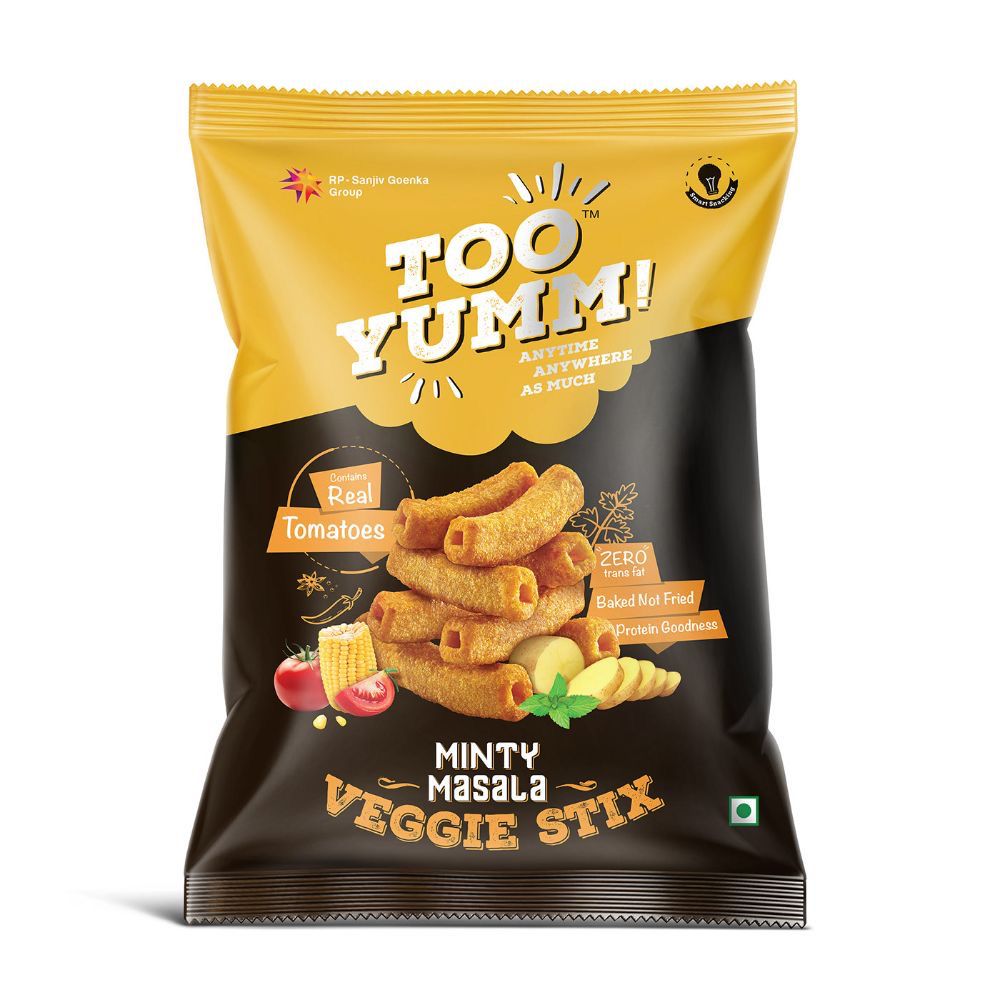 RP-Sanjiv Goenka
Group
Smart Snacking
TOO
YUMM!
TM
ANYTIME
ANYWHERE
AS MUCH
Contains
Real
Tomatoes
ZERO
trans fat
Baked Not Fried
Protein Goodness
MINTY
MASALA
VEGGIE STIX